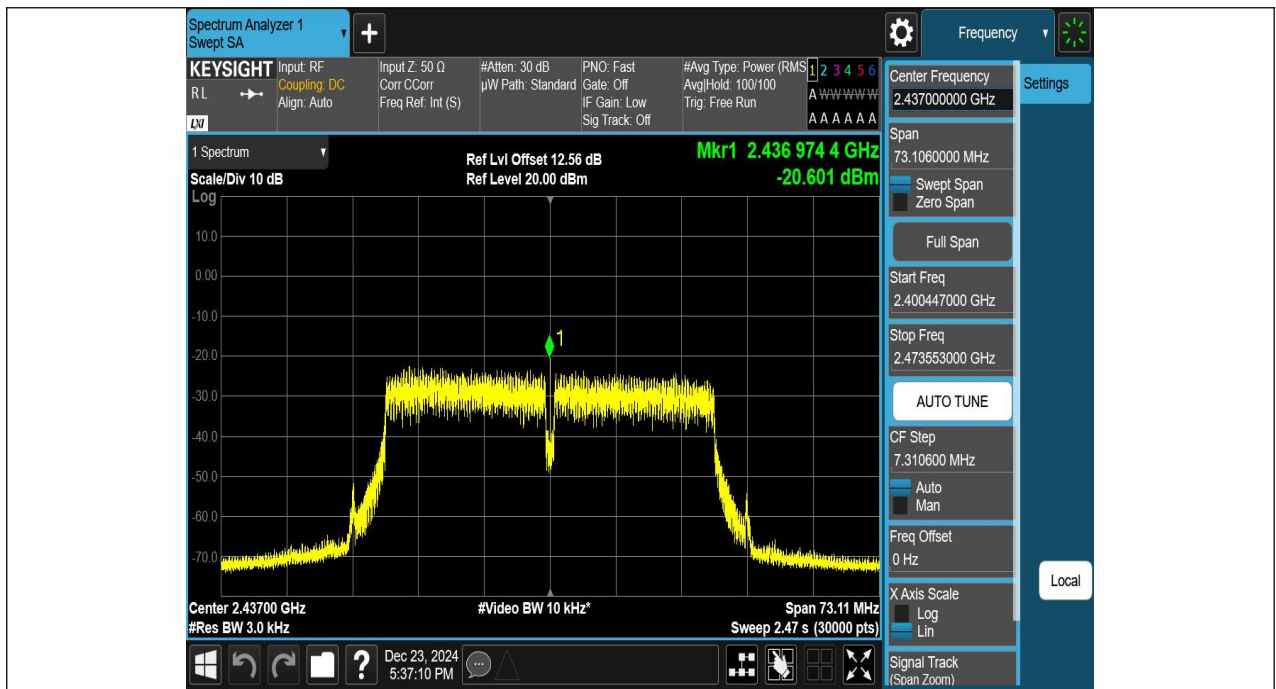 Spectrum Analyzer 1
Swept SA
+
Frequency
KEYSIGHT
RL
LXI
Input: RF
Coupling: DC
Align: Auto
Input Z: 50 Ω
Corr CCorr
Freq Ref: Int (S)
#Atten: 30 dB
µW Path: Standard
PNO: Fast
Gate: Off
IF Gain: Low
Sig Track: Off
#Avg Type: Power (RMS
Avg|Hold: 100/100
Trig: Free Run
1 2 3 4 5 6
A W W W W W
A A A A A A
1 Spectrum
Scale/Div 10 dB
Log
Ref Lvl Offset 12.56 dB
Ref Level 20.00 dBm
Mkr1 2.436 974 4 GHz
-20.601 dBm
10.0
0.00
-10.0
-20.0
-30.0
-40.0
-50.0
-60.0
-70.0
1
Center 2.43700 GHz
#Res BW 3.0 kHz
#Video BW 10 kHz*
Span 73.11 MHz
Sweep 2.47 s (30000 pts)
Center Frequency
2.437000000 GHz
Span
73.1060000 MHz
Swept Span
Zero Span
Full Span
Start Freq
2.400447000 GHz
Stop Freq
2.473553000 GHz
AUTO TUNE
CF Step
7.310600 MHz
Auto
Man
Freq Offset
0 Hz
X Axis Scale
Log
Lin
Signal Track
(Span Zoom)
Settings
Local
?
Dec 23, 2024
5:37:10 PM